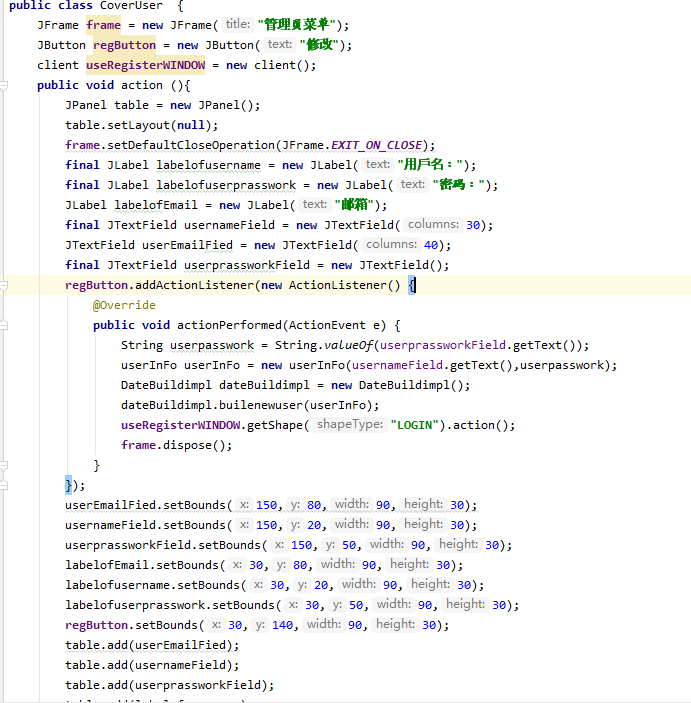 public class CoverUser {
JFrame frame = new JFrame( title: "管理頁菜单");
JButton regButton = new JButton( text: "修改");
client useRegisterWINDOW = new client();
public void action (){
JPanel table = new JPanel();
table.setLayout(null);
frame.setDefaultCloseOperation(JFrame.EXIT_ON_CLOSE);
final JLabel labelofusername = new JLabel( text: "用戶名：");
final JLabel labelofuserprasswork = new JLabel( text: "密碼：");
JLabel labelofEmail = new JLabel( text: "邮箱");
final JTextField usernameField = new JTextField( columns: 30);
JTextField userEmailFied = new JTextField( columns: 40);
final JTextField userprassworkField = new JTextField();
regButton.addActionListener(new ActionListener() {
@Override
public void actionPerformed(ActionEvent e) {
String userpasswork = String.valueOf(userprassworkField.getText());
userInFo userInFo = new userInFo(usernameField.getText(),userpasswork);
DateBuildimpl dateBuildimpl = new DateBuildimpl();
dateBuildimpl.builenewuser(userInFo);
useRegisterWINDOW.getShape( shapeType: "LOGIN").action();
frame.dispose();
}
});
userEmailFied.setBounds( x: 150, y: 80, width: 90, height: 30);
usernameField.setBounds( x: 150, y: 20, width: 90, height: 30);
userprassworkField.setBounds( x: 150, y: 50, width: 90, height: 30);
labelofEmail.setBounds( x: 30, y: 80, width: 90, height: 30);
labelofusername.setBounds( x: 30, y: 20, width: 90, height: 30);
labelofuserprasswork.setBounds( x: 30, y: 50, width: 90, height: 30);
regButton.setBounds( x: 30, y: 140, width: 90, height: 30);
table.add(userEmailFied);
table.add(usernameField);
table.add(userprassworkField);